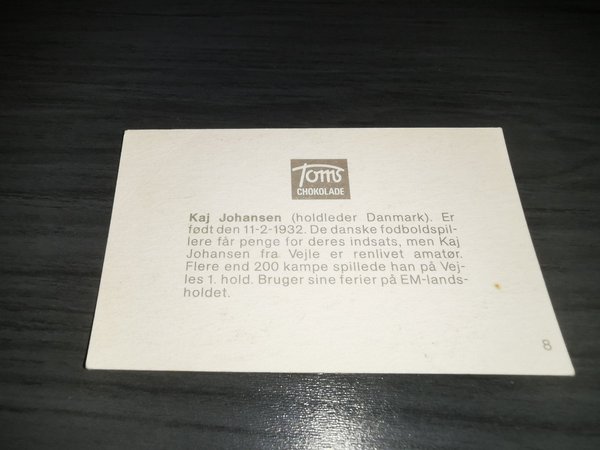 Toms
CHOKOLADE
Kaj Johansen (holdleder Danmark). Er
født den 11-2-1932. De danske fodboldspil-
lere får penge for deres indsats, men Kaj
Johansen fra Vejle er renlivet amatør.
Flere end 200 kampe spillede han på Vej-
les 1. hold. Bruger sine ferier på EM-lands-
holdet.
8